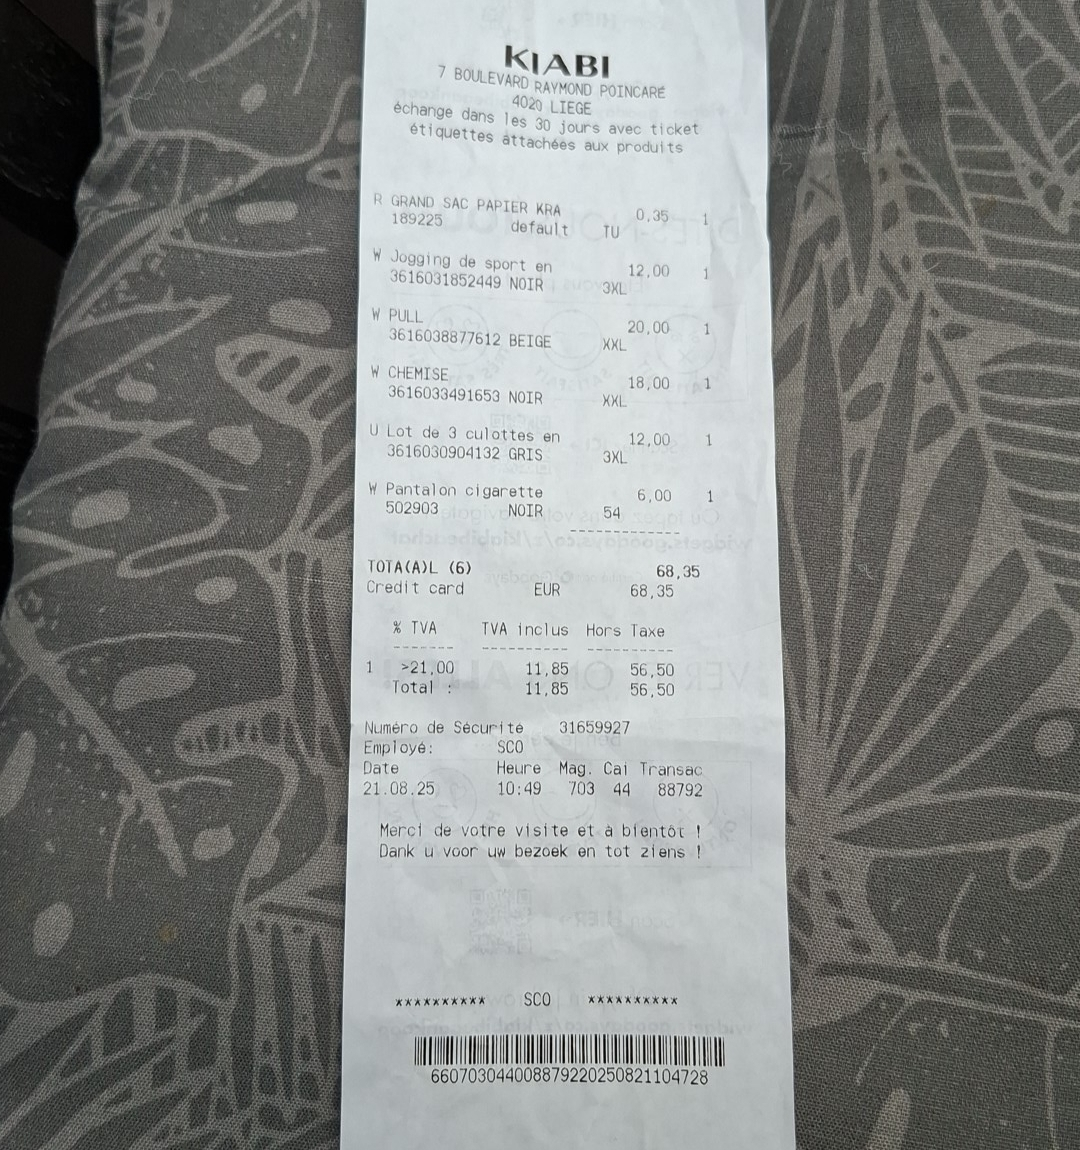 KIABI
7 BOULEVARD RAYMOND POINCARÉ
4020 LIEGE
échange dans les 30 jours avec ticket
étiquettes attachées aux produits
R GRAND SAC PAPIER KRA 0,35 1
189225 default TU
W Jogging de sport en 12,00 1
3616031852449 NOIR 3XL
W PULL 20,00 1
3616038877612 BEIGE XXL
W CHEMISE 18,00 1
3616033491653 NOIR XXL
U Lot de 3 culottes en 12,00 1
3616030904132 GRIS 3XL
W Pantalon cigarette 6,00 1
502903 NOIR 54
-------------
TOTA(A)L (6) 68,35
Credit card EUR 68,35
% TVA TVA inclus Hors Taxe
------- ---------- ----------
1 >21,00 11,85 56,50
Total : 11,85 56,50
Numéro de Sécurité 31659927
Employé: SCO
Date Heure Mag. Cai Transac
21.08.25 10:49 703 44 88792
Merci de votre visite et à bientôt !
Dank u voor uw bezoek en tot ziens !
********** SCO **********
660703044008879220250821104728